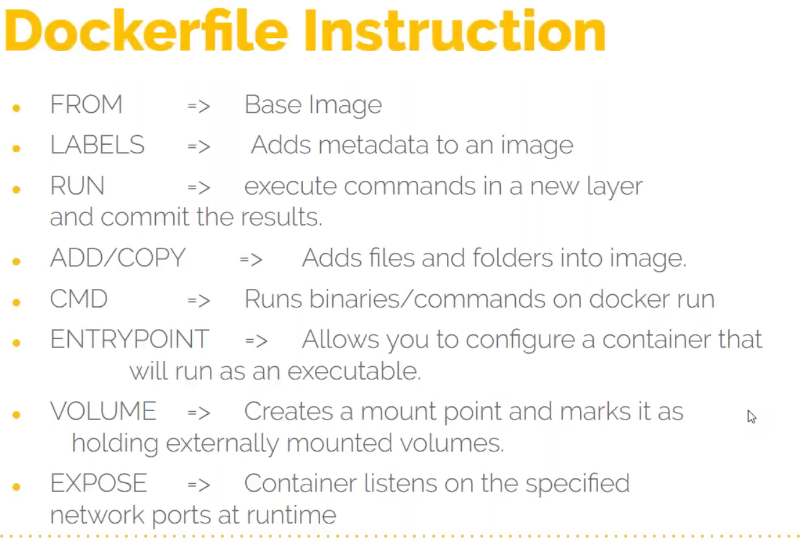 Dockerfile Instruction
• FROM => Base Image
• LABELS => Adds metadata to an image
• RUN => execute commands in a new layer
and commit the results.
• ADD/COPY => Adds files and folders into image.
• CMD => Runs binaries/commands on docker run
• ENTRYPOINT => Allows you to configure a container that
will run as an executable.
• VOLUME => Creates a mount point and marks it as
holding externally mounted volumes.
• EXPOSE => Container listens on the specified
network ports at runtime